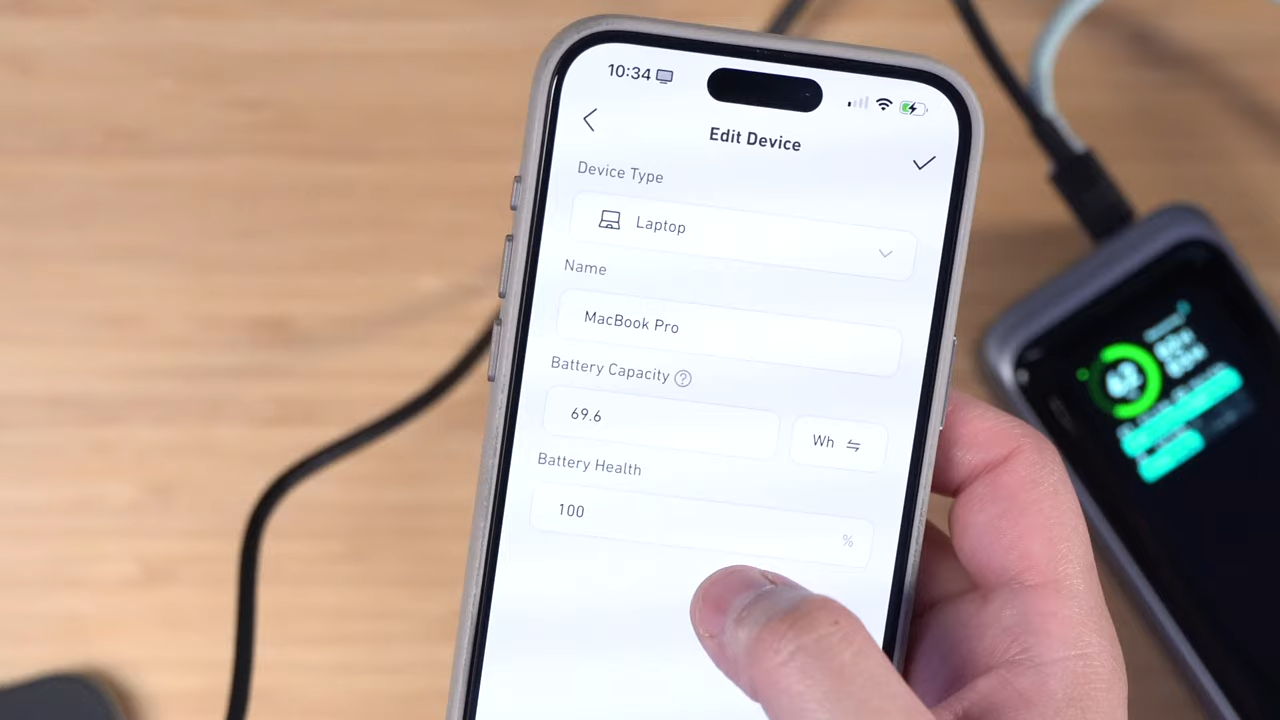 10:34
Edit Device
Device Type
Laptop
Name
MacBook Pro
Battery Capacity ?
69.6
Wh
Battery Health
100
%